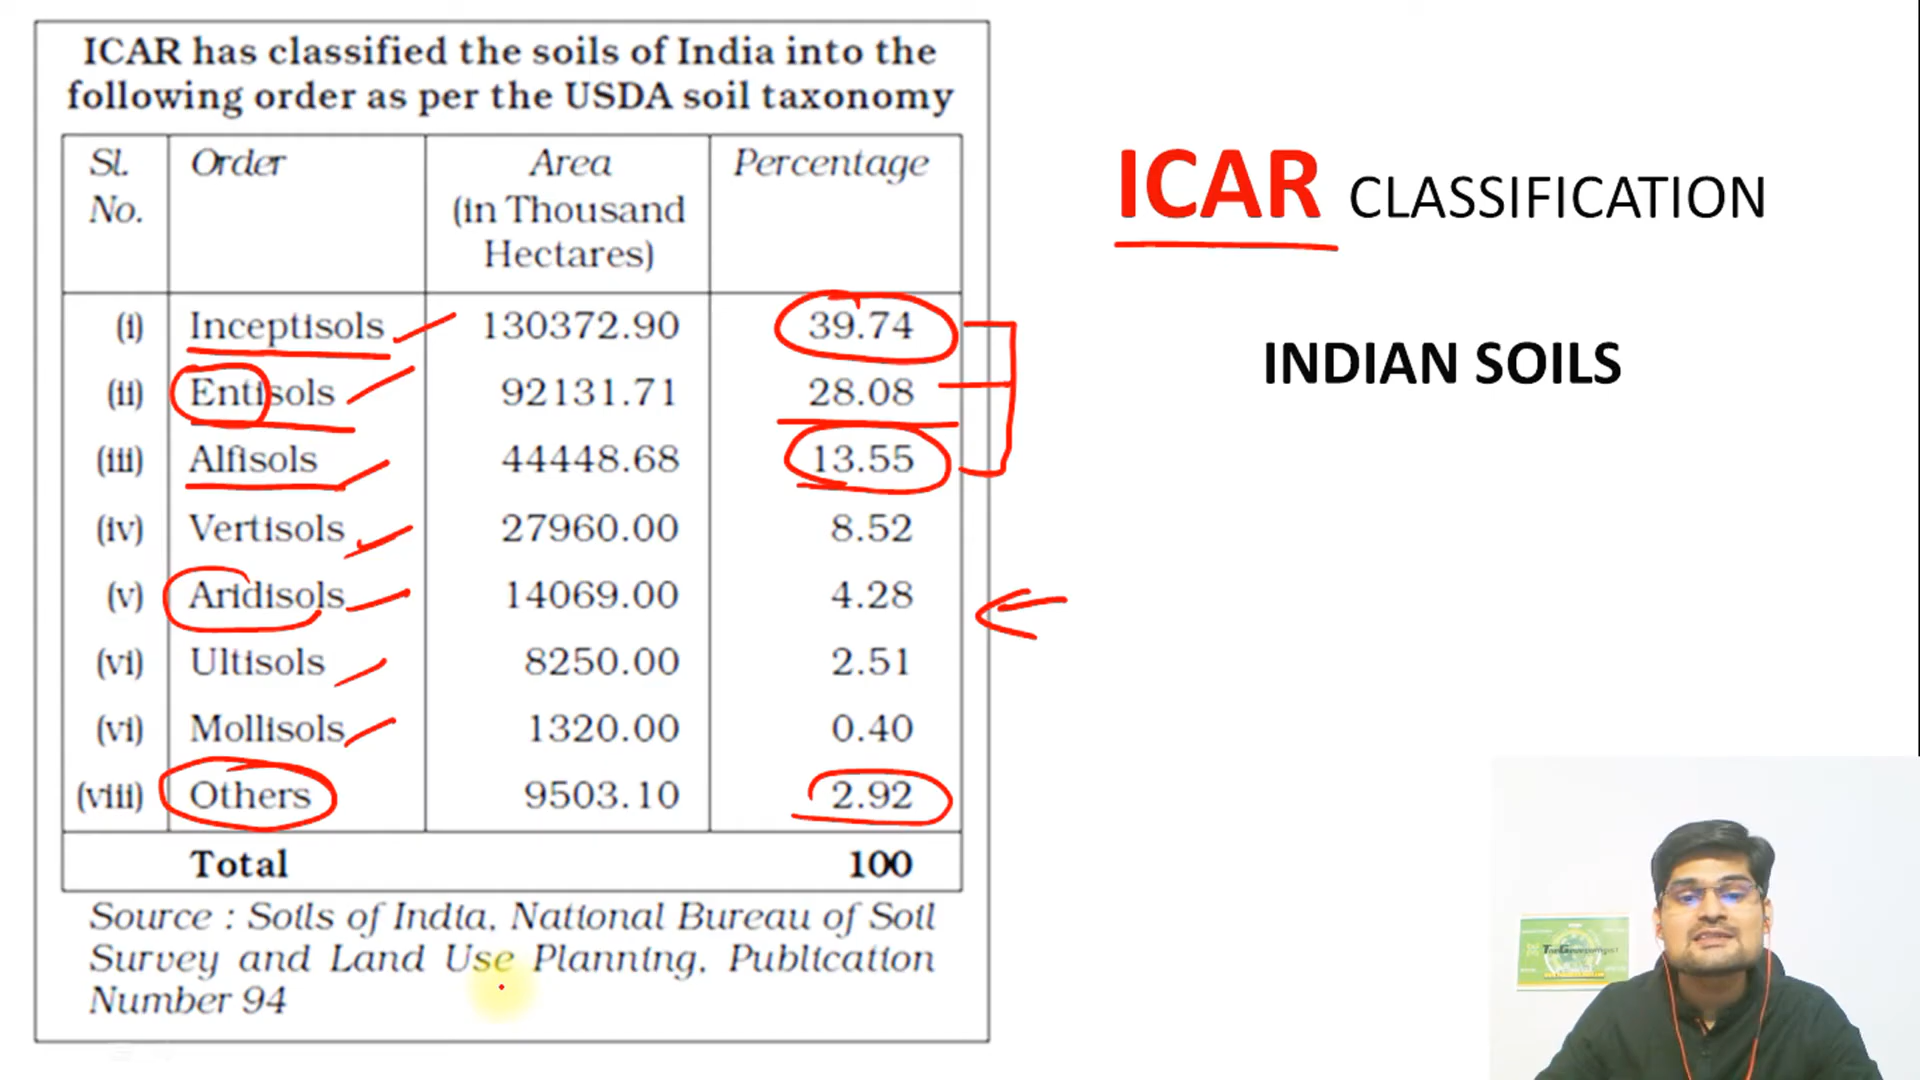 ICAR has classified the soils of India into the
following order as per the USDA soil taxonomy
Sl. No. Order Area (in Thousand Hectares) Percentage
(i) Inceptisols 130372.90 39.74
(ii) Entisols 92131.71 28.08
(iii) Alfisols 44448.68 13.55
(iv) Vertisols 27960.00 8.52
(v) Aridisols 14069.00 4.28
(vi) Ultisols 8250.00 2.51
(vi) Mollisols 1320.00 0.40
(viii) Others 9503.10 2.92
Total 100
Source : Soils of India, National Bureau of Soil
Survey and Land Use Planning, Publication
Number 94
ICAR CLASSIFICATION
INDIAN SOILS